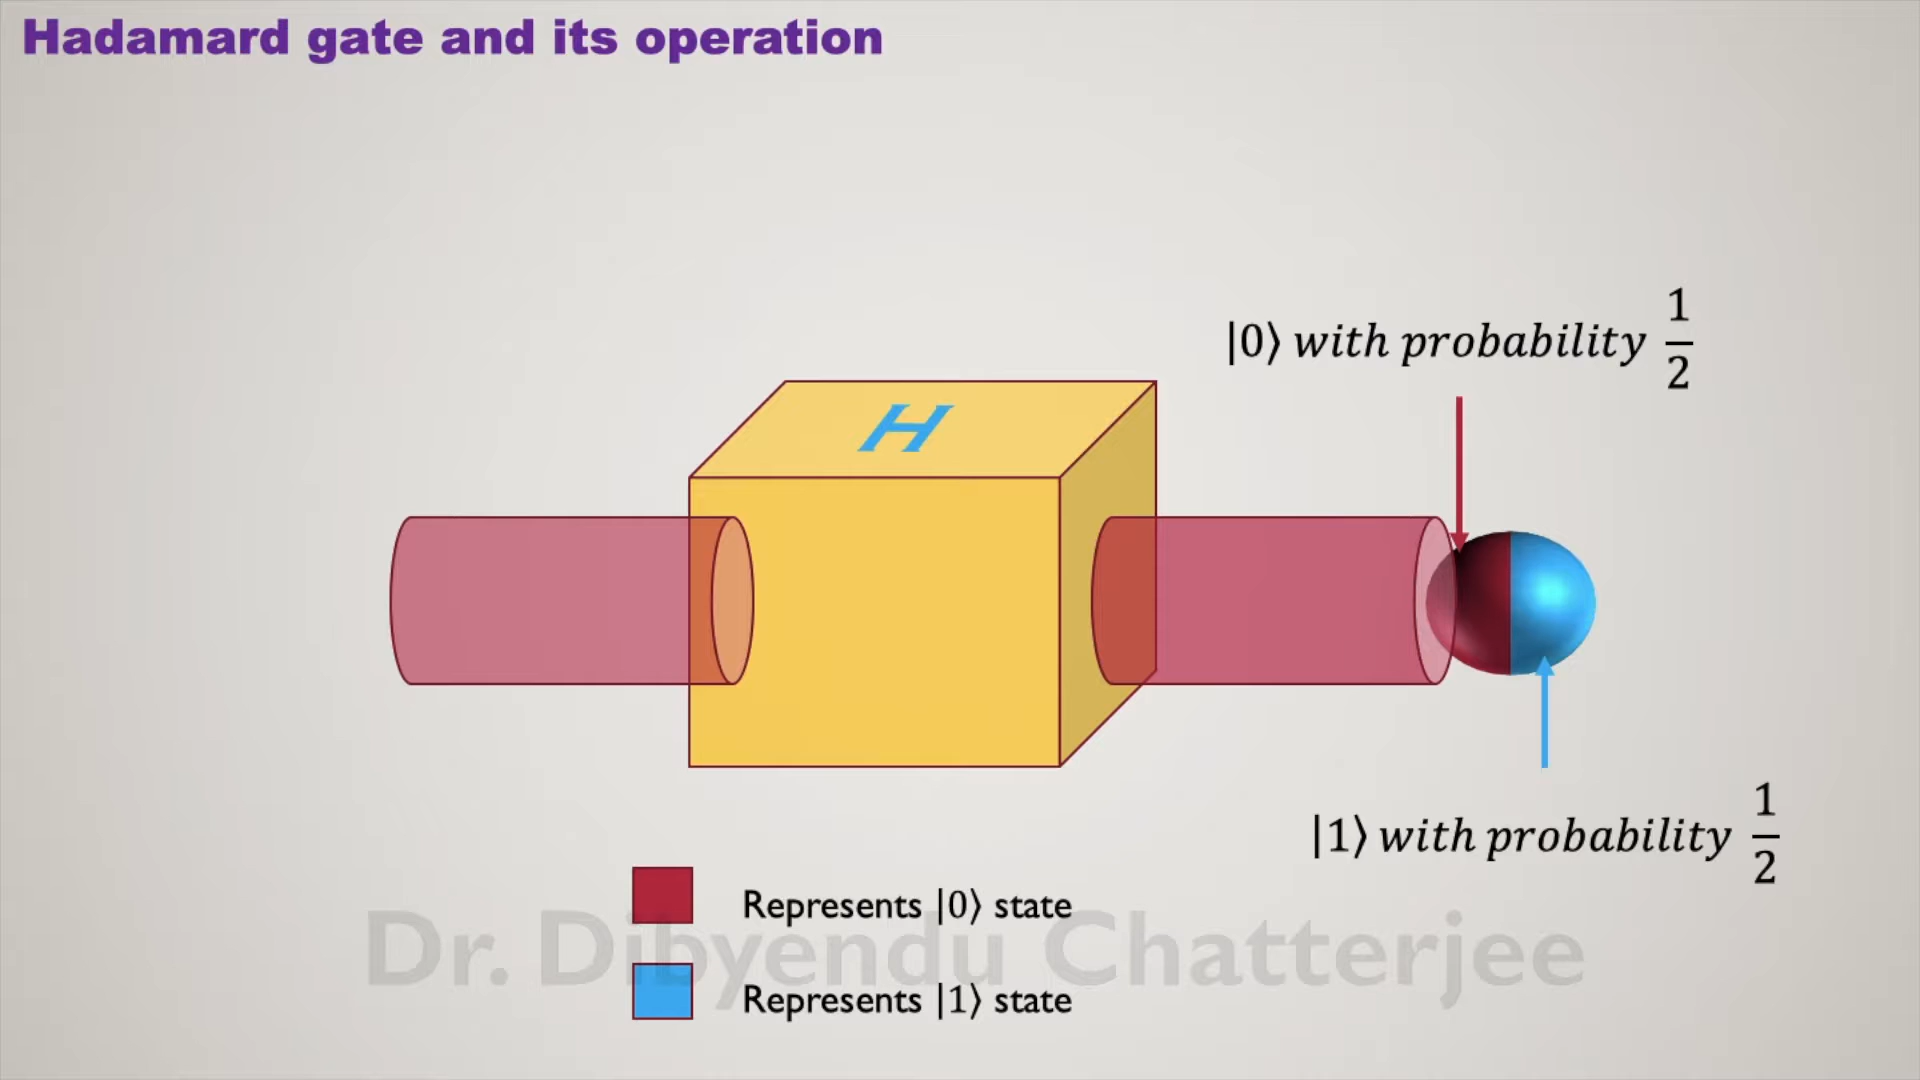 Hadamard gate and its operation
|0⟩ with probability 1/2
H
|1⟩ with probability 1/2
Represents |0⟩ state
Dr. Dibyendu Chatterjee
Represents |1⟩ state